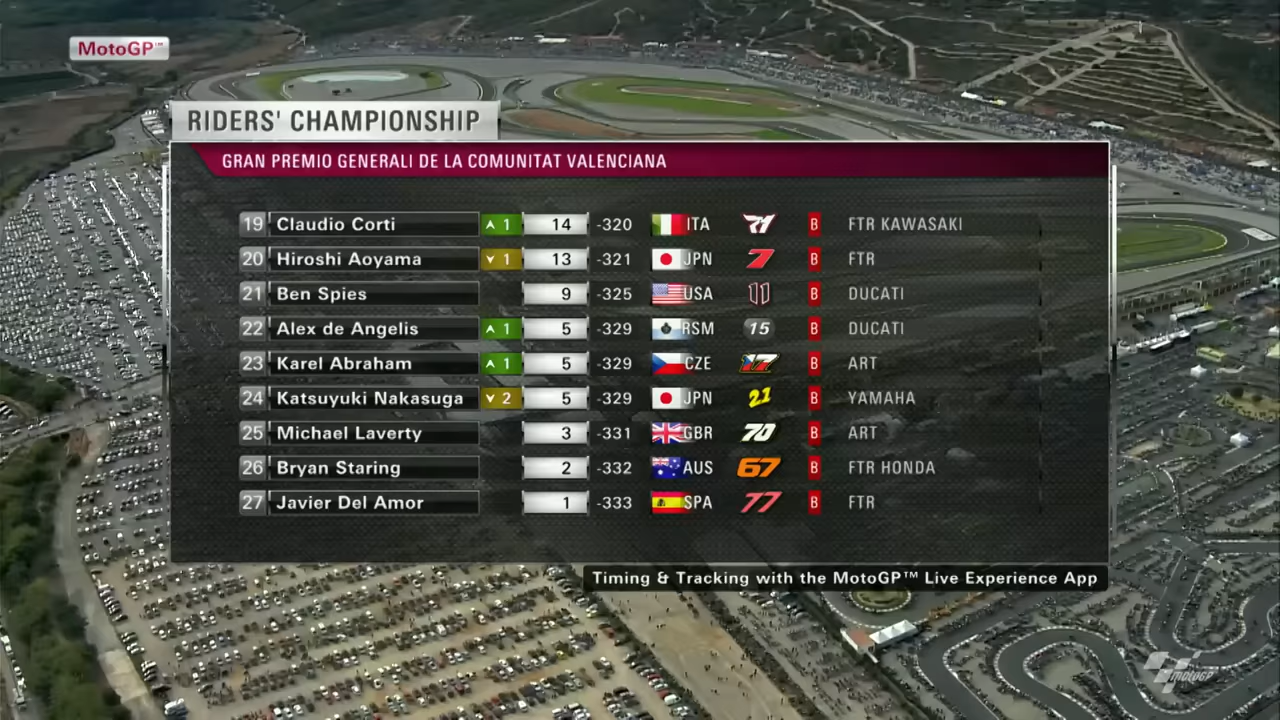 MotoGP™
RIDERS' CHAMPIONSHIP
GRAN PREMIO GENERALI DE LA COMUNITAT VALENCIANA
19 Claudio Corti 1 14 -320 ITA 71 B FTR KAWASAKI
20 Hiroshi Aoyama 1 13 -321 JPN 7 B FTR
21 Ben Spies 9 -325 USA 11 B DUCATI
22 Alex de Angelis 1 5 -329 RSM 15 B DUCATI
23 Karel Abraham 1 5 -329 CZE 17 B ART
24 Katsuyuki Nakasuga 2 5 -329 JPN 21 B YAMAHA
25 Michael Laverty 3 -331 GBR 70 B ART
26 Bryan Staring 2 -332 AUS 67 B FTR HONDA
27 Javier Del Amor 1 -333 SPA 77 B FTR
Timing & Tracking with the MotoGP™ Live Experience App
MotoGP